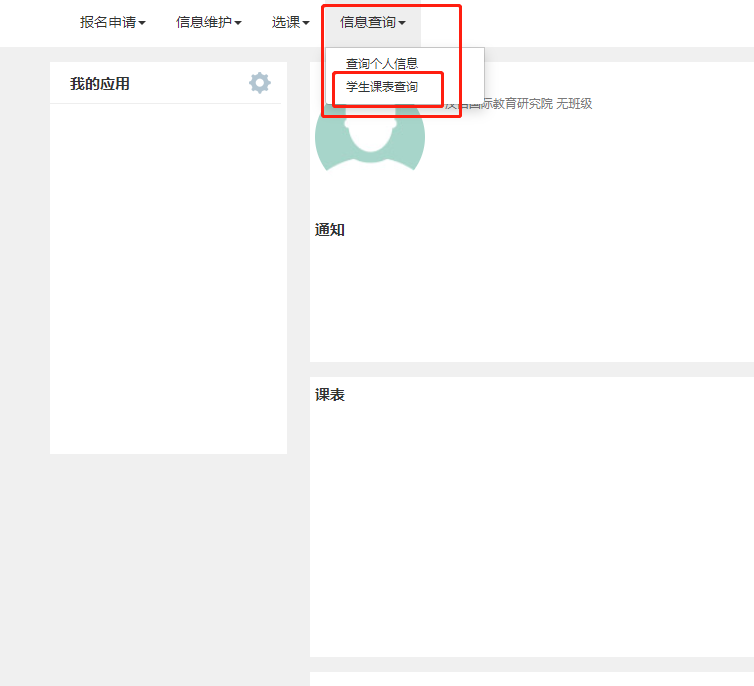 报名申请 信息维护 选课 信息查询
查询个人信息
学生课表查询
我的应用
国际教育研究院 无班级
通知
课表